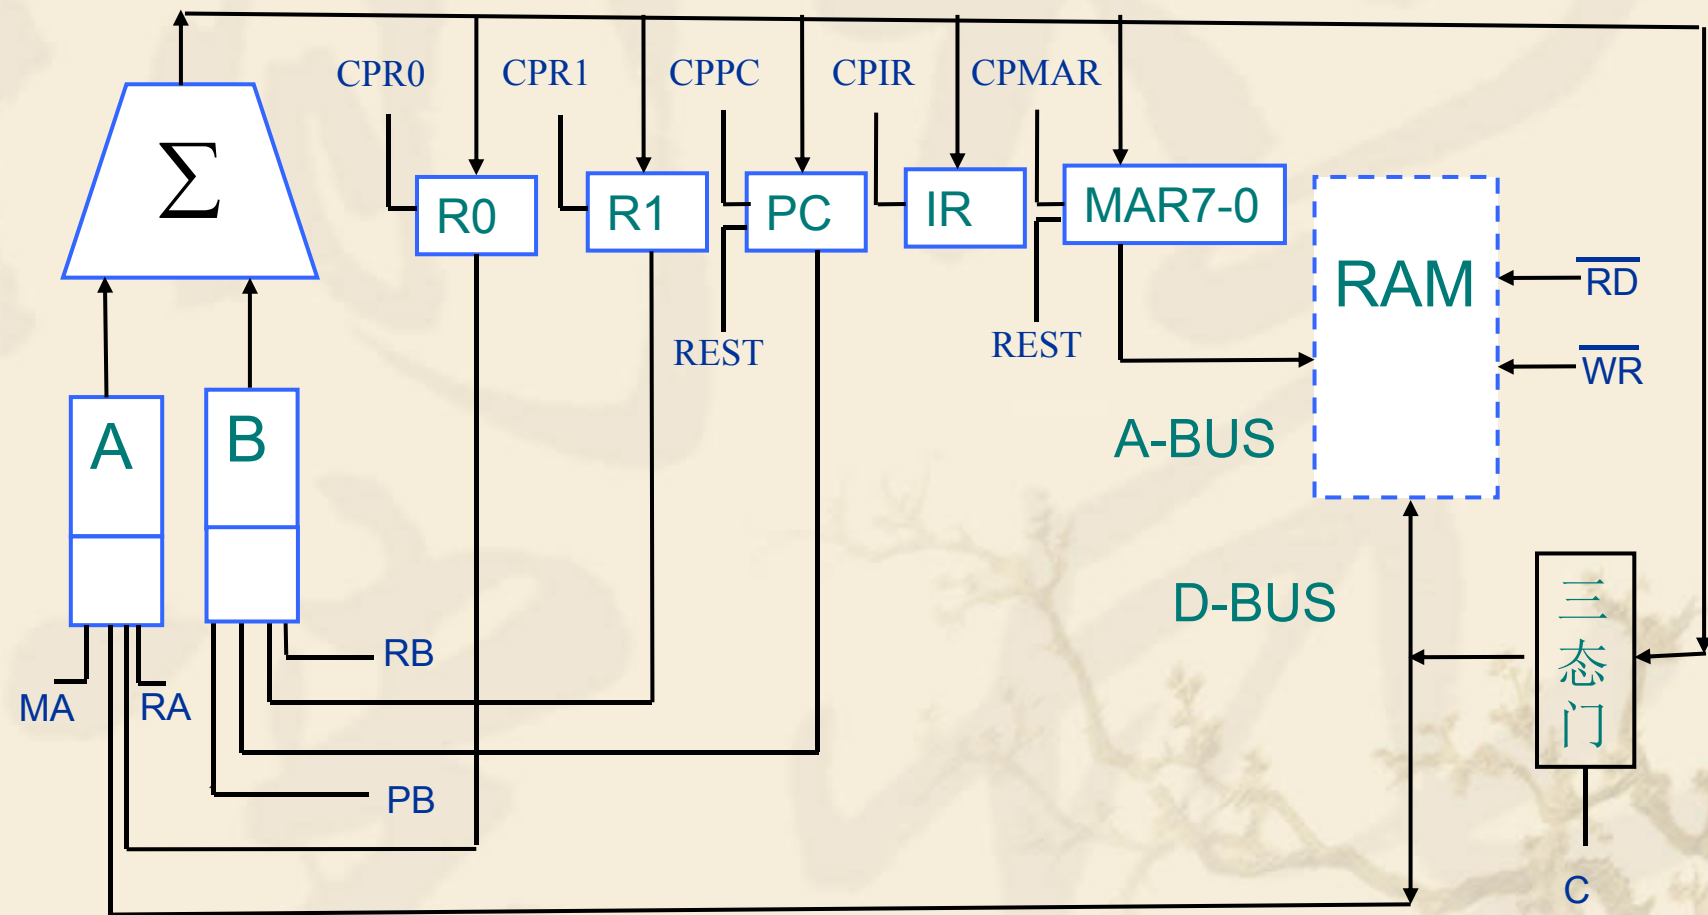 CPR0
CPR1
CPPC
CPIR
CPMAR
Σ
R0
R1
PC
IR
MAR7-0
RAM
RD
REST
REST
WR
A
B
A-BUS
D-BUS
三态门
RB
MA
RA
PB
C